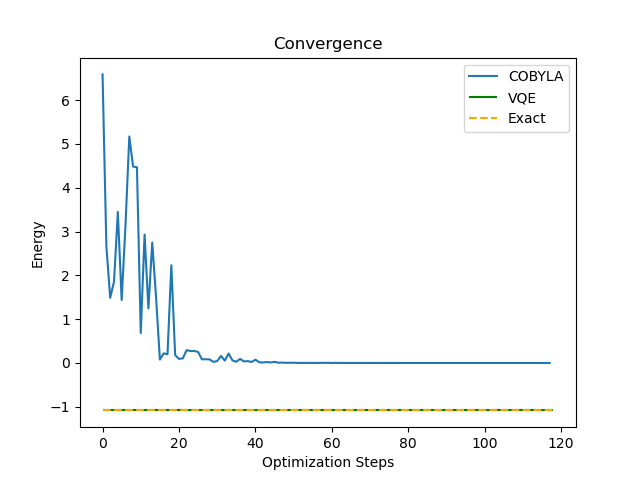 Convergence
COBYLA
VQE
Exact
Energy
6
5
4
3
2
1
0
−1
0 20 40 60 80 100 120
Optimization Steps